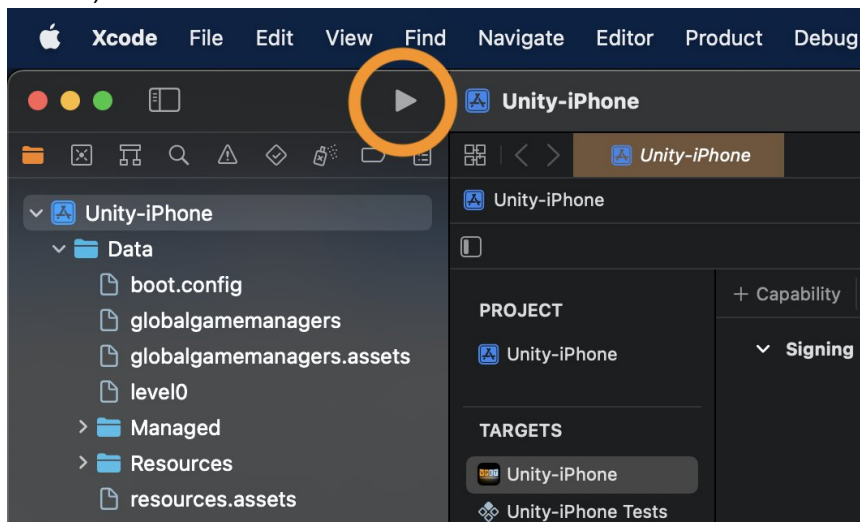 Xcode File Edit View Find Navigate Editor Product Debug
Unity-iPhone
Unity-iPhone
Unity-iPhone
Unity-iPhone
Data
boot.config
globalgamemanagers
globalgamemanagers.assets
level0
Managed
Resources
resources.assets
PROJECT
Unity-iPhone
TARGETS
Unity-iPhone
Unity-iPhone Tests
+ Capability
Signing